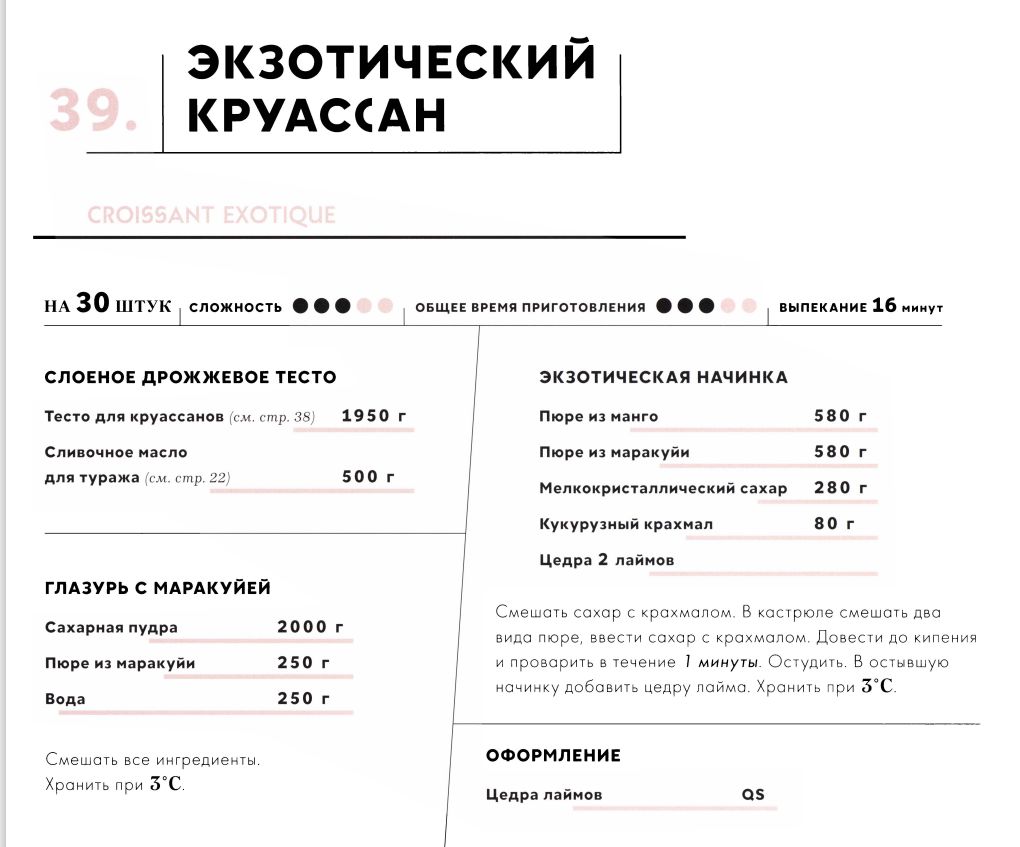 39.
ЭКЗОТИЧЕСКИЙ
КРУАССАН
CROISSANT EXOTIQUE
НА 30 ШТУК СЛОЖНОСТЬ ОБЩЕЕ ВРЕМЯ ПРИГОТОВЛЕНИЯ ВЫПЕКАНИЕ 16 минут
СЛОЕНОЕ ДРОЖЖЕВОЕ ТЕСТО
Тесто для круассанов (см. стр. 38) 1950 г
Сливочное масло
для туража (см. стр. 22) 500 г
ГЛАЗУРЬ С МАРАКУЙЕЙ
Сахарная пудра 2000 г
Пюре из маракуйи 250 г
Вода 250 г
Смешать все ингредиенты.
Хранить при 3°C.
ЭКЗОТИЧЕСКАЯ НАЧИНКА
Пюре из манго 580 г
Пюре из маракуйи 580 г
Мелкокристаллический сахар 280 г
Кукурузный крахмал 80 г
Цедра 2 лаймов
Смешать сахар с крахмалом. В кастрюле смешать два
вида пюре, ввести сахар с крахмалом. Довести до кипения
и проварить в течение 1 минуты. Остудить. В остывшую
начинку добавить цедру лайма. Хранить при 3°C.
ОФОРМЛЕНИЕ
Цедра лаймов QS